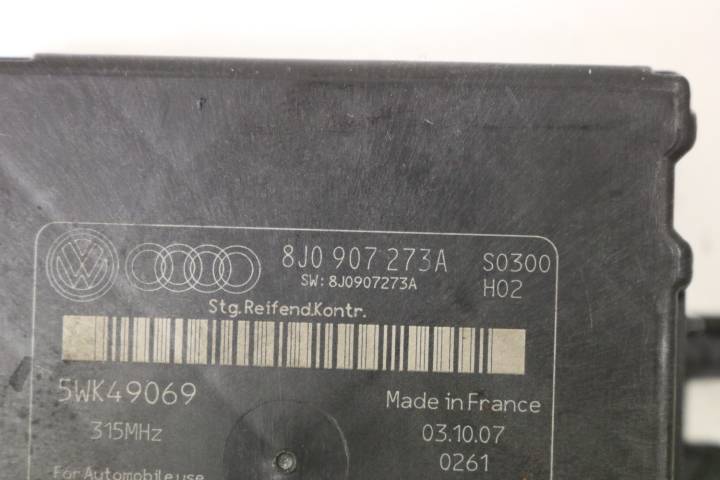 8J0 907 273A S0300
SW: 8J0907273A H02
Stg.Reifend.Kontr.
5WK49069 Made in France
315MHz 03.10.07
0261
For Automobile use